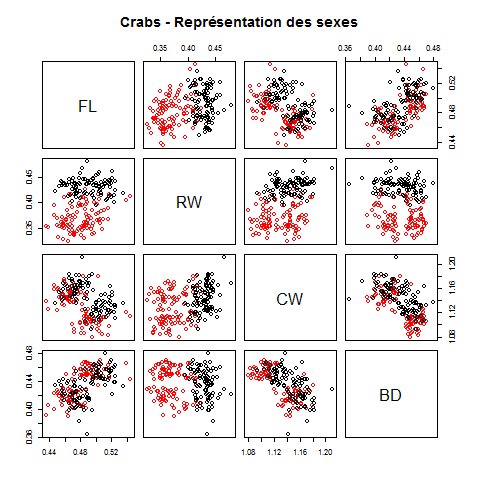 Crabs - Représentation des sexes
0.35 0.40 0.45
0.36 0.40 0.44 0.48
FL
0.44 0.48 0.52
0.35 0.40 0.45
RW
CW
1.08 1.12 1.16 1.20
0.36 0.40 0.44 0.48
BD
0.44 0.48 0.52
1.08 1.12 1.16 1.20